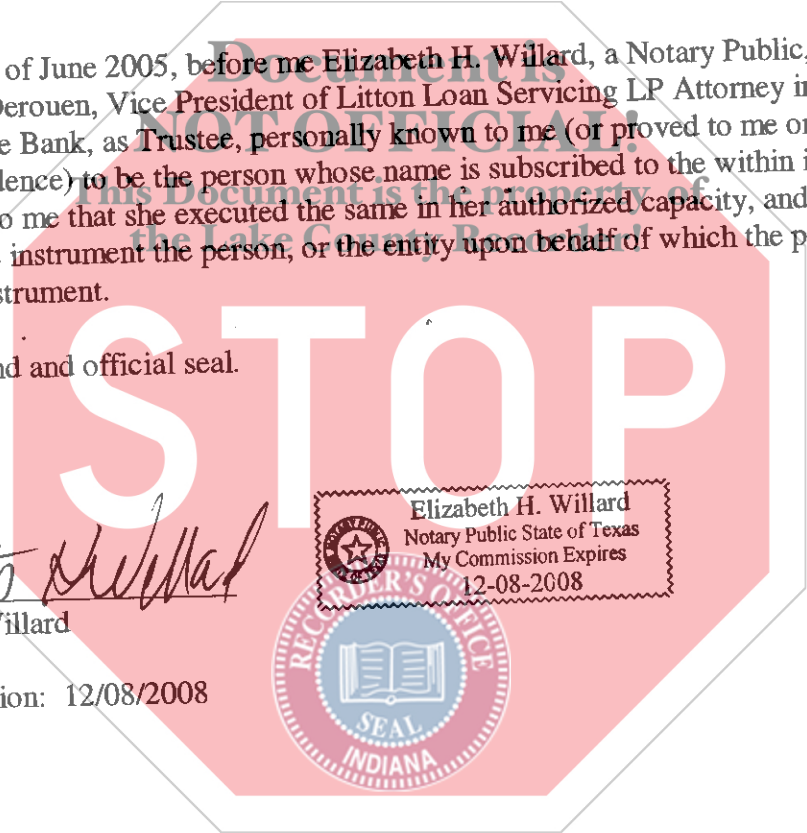 Document is
of June 2005, before me Elizabeth H. Willard, a Notary Public,
Derouen, Vice President of Litton Loan Servicing LP Attorney in
NOT OFFICIAL!
e Bank, as Trustee, personally known to me (or proved to me on
dence) to be the person whose name is subscribed to the within i
This Document is the property of
o me that she executed the same in her authorized capacity, and
the Lake County Recorder!
instrument the person, or the entity upon behalf of which the p
strument.
nd and official seal.
STOP
Elizabeth H. Willard
Notary Public State of Texas
My Commission Expires
12-08-2008
NOTARY PUBLIC
H Willard
Willard
RECORDER'S OFFICE
ion: 12/08/2008
SEAL
INDIANA